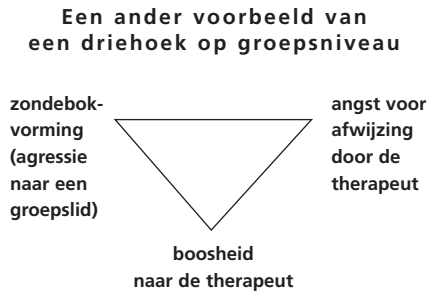 Een ander voorbeeld van
een driehoek op groepsniveau
zondebok-
vorming
(agressie
naar een
groepslid)
angst voor
afwijzing
door de
therapeut
boosheid
naar de therapeut